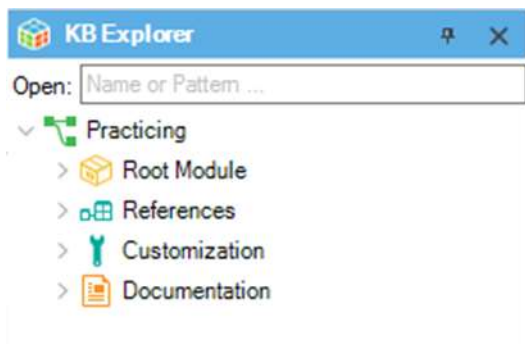 KB Explorer
Open: Name or Pattern ...
Practicing
Root Module
References
Customization
Documentation